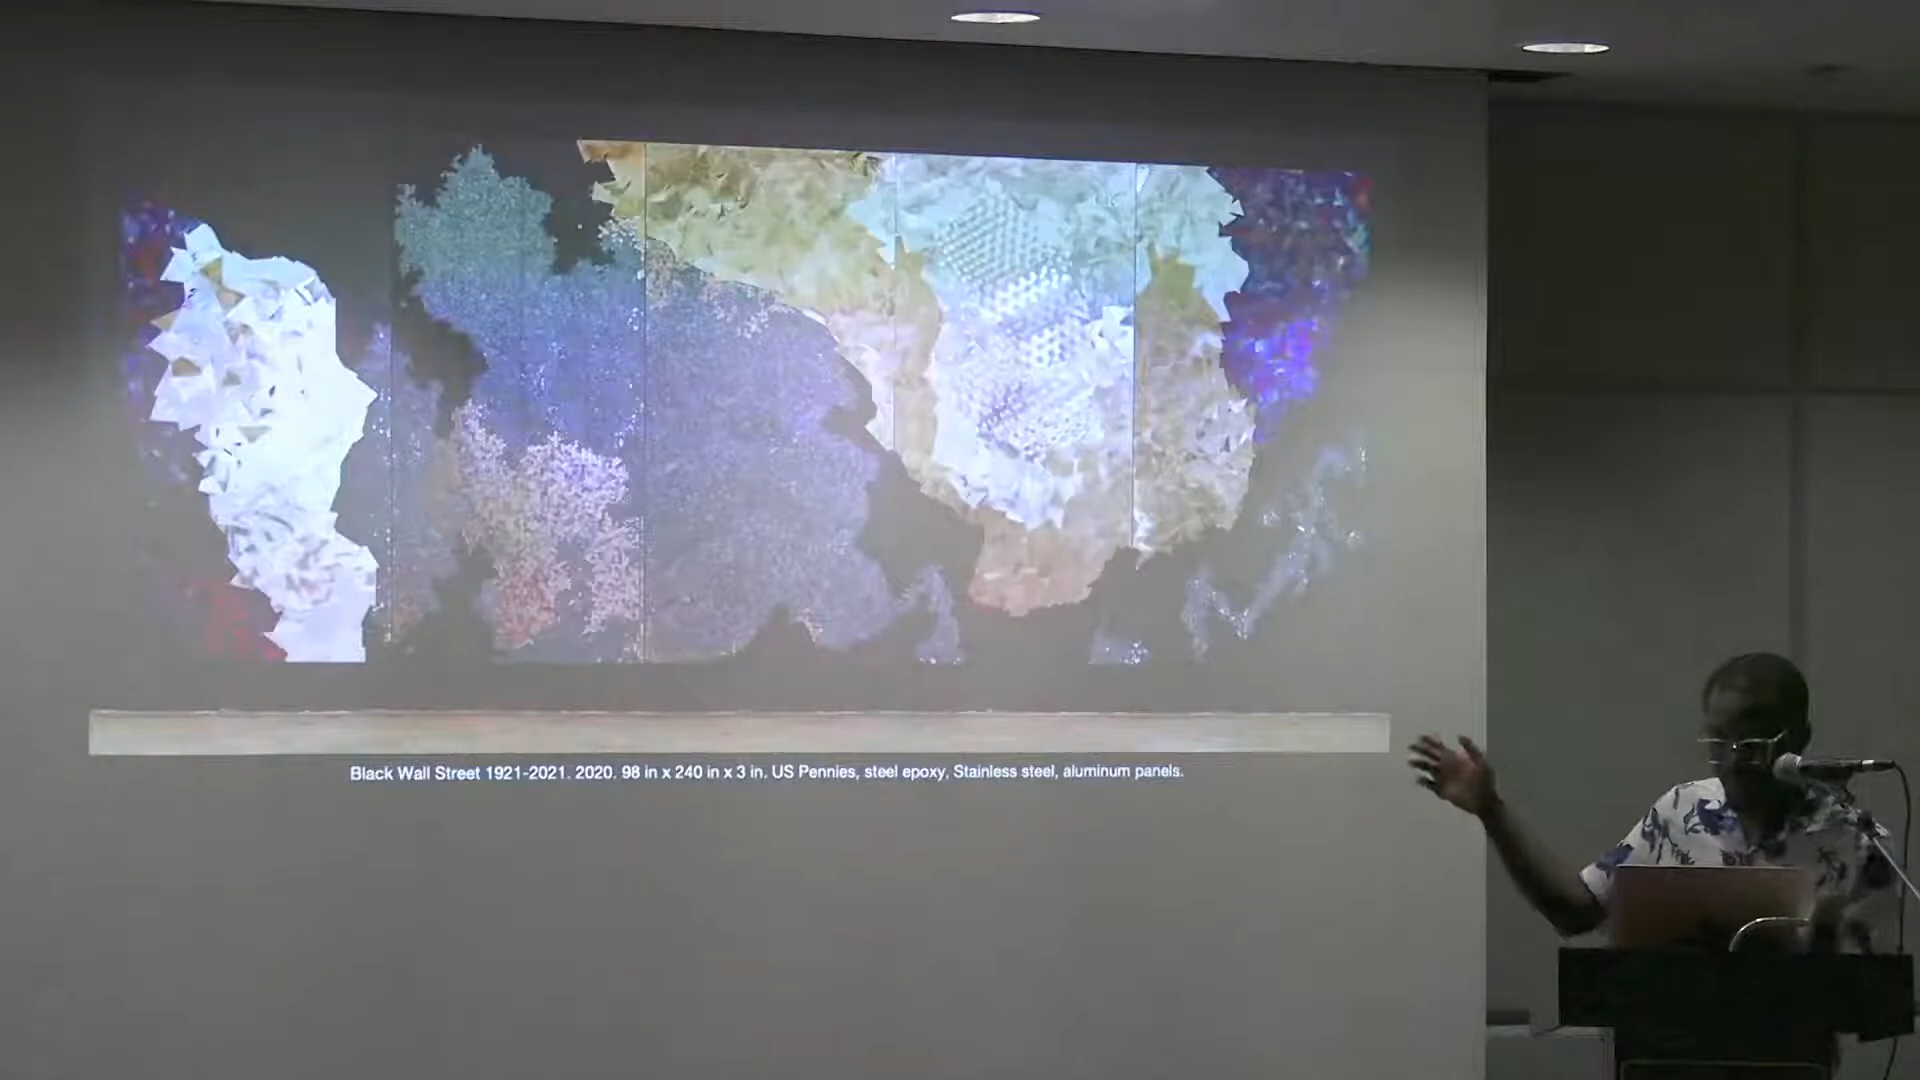 Black Wall Street 1921-2021. 2020. 98 in x 240 in x 3 in. US Pennies, steel epoxy, Stainless steel, aluminum panels.